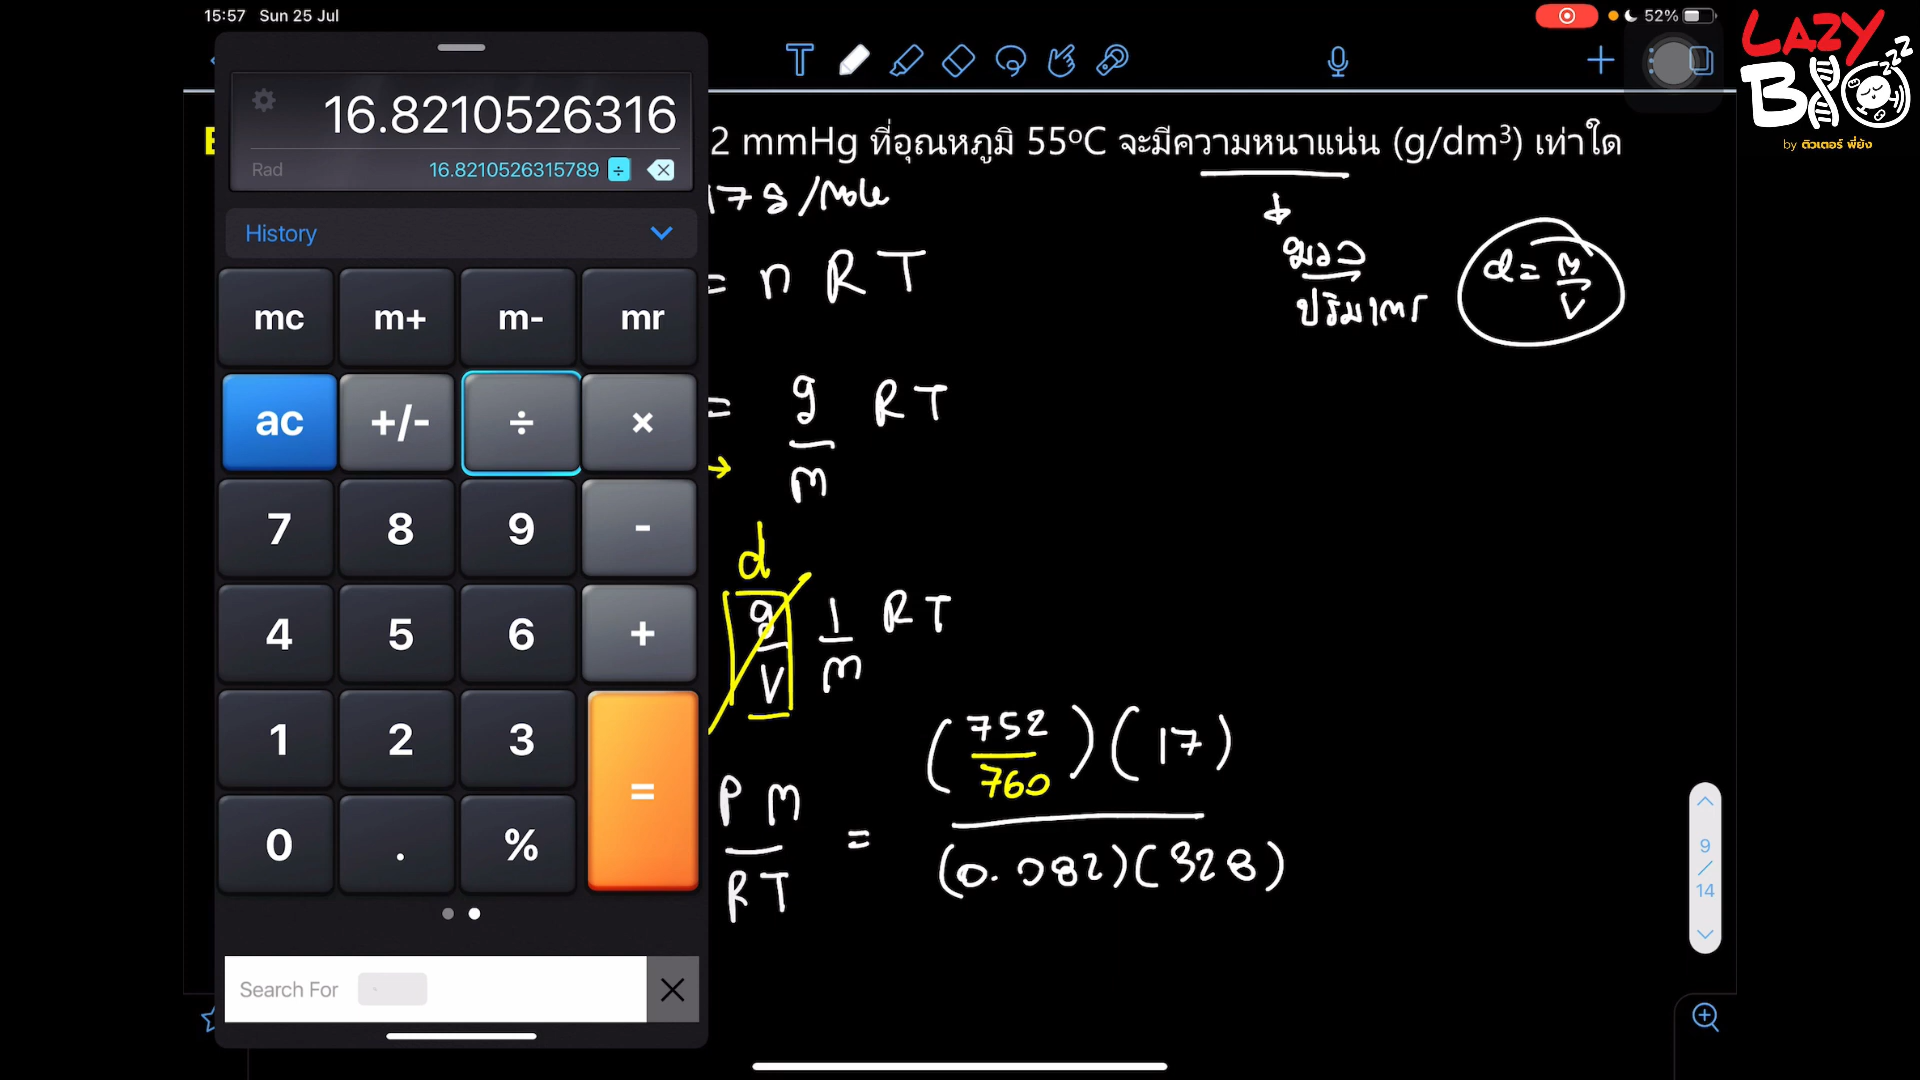 15:57 Sun 25 Jul
52%
LAZY
BIO
zzz
by ติวเตอร์ พี่ยัง
16.8210526316
Rad 16.8210526315789 ÷
History
mc m+ m- mr
ac +/- ÷ ×
7 8 9 -
4 5 6 +
1 2 3 =
0 . %
Search For
2 mmHg ที่อุณหภูมิ 55°C จะมีความหนาแน่น (g/dm³) เท่าใด
17 g/mole
มวล
ปริมาตร
d = m/V
= n R T
= g/m R T
d
g/V 1/m R T
P M/R T = (752/760)(17)/(0.082)(328)
9
/
14